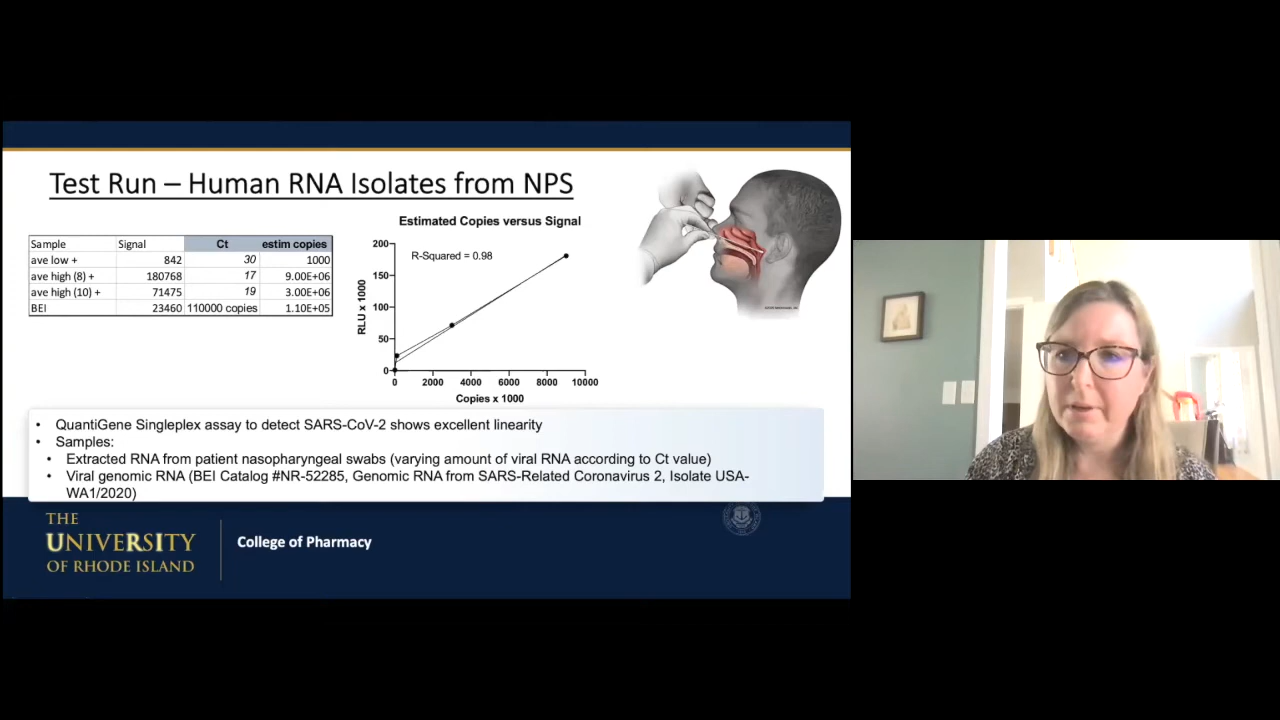 Test Run – Human RNA Isolates from NPS
Sample Signal Ct estim copies
ave low + 842 30 1000
ave high (8) + 180768 17 9.00E+06
ave high (10) + 71475 19 3.00E+06
BEI 23460 110000 copies 1.10E+05
Estimated Copies versus Signal
R-Squared = 0.98
RLU x 1000
200
150
100
50
0
0 2000 4000 6000 8000 10000
Copies x 1000
• QuantiGene Singleplex assay to detect SARS-CoV-2 shows excellent linearity
• Samples:
• Extracted RNA from patient nasopharyngeal swabs (varying amount of viral RNA according to Ct value)
• Viral genomic RNA (BEI Catalog #NR-52285, Genomic RNA from SARS-Related Coronavirus 2, Isolate USA-
WA1/2020)
THE
UNIVERSITY
OF RHODE ISLAND
College of Pharmacy